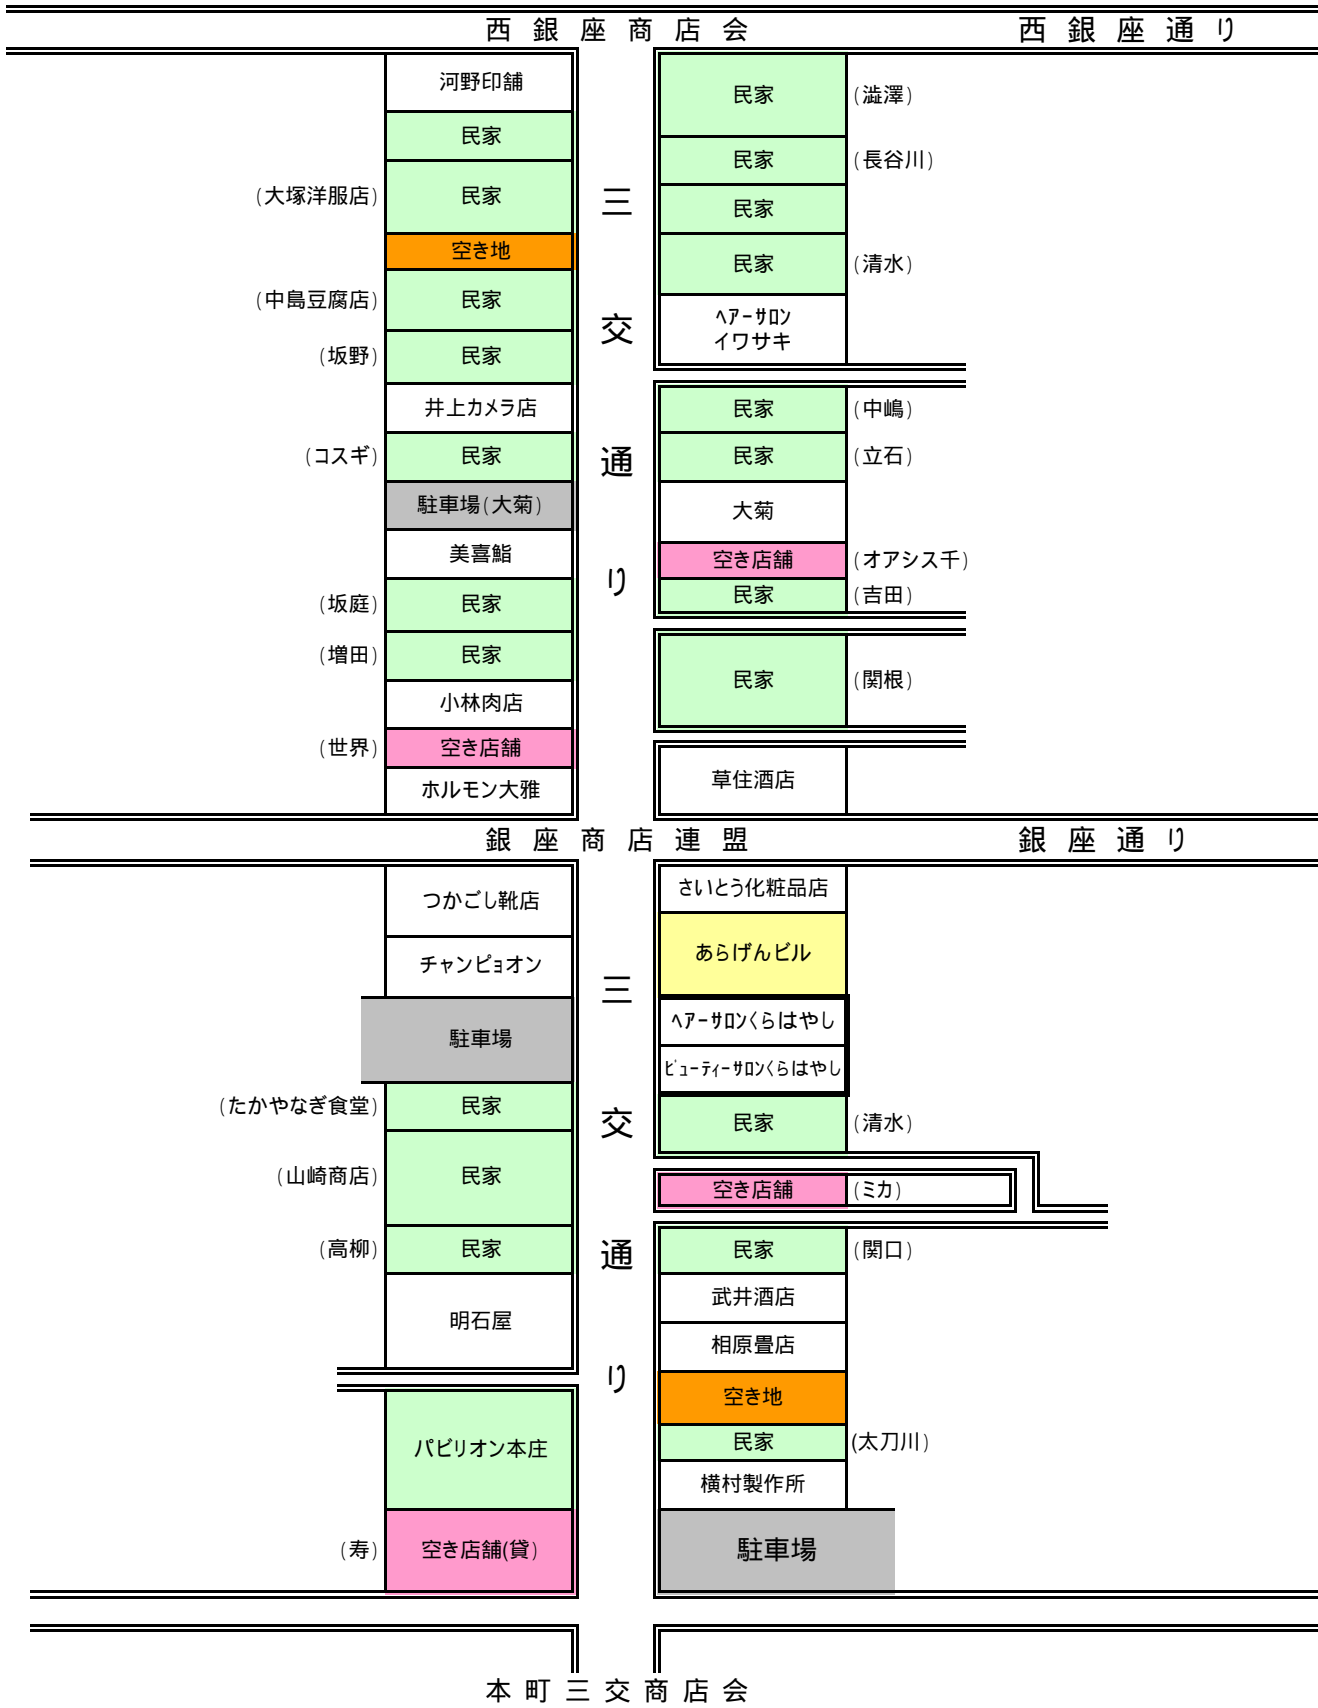 西銀座商店会
西銀座通り
河野印舗
民家
(大塚洋服店) 民家
空き地
(中島豆腐店) 民家
(坂野) 民家
井上カメラ店
(コスギ) 民家
駐車場(大菊)
美喜鮨
(坂庭) 民家
(増田) 民家
小林肉店
(世界) 空き店舗
ホルモン大雅
三交通り
民家 (澁澤)
民家 (長谷川)
民家
民家 (清水)
ヘアーサロン
イワサキ
民家 (中嶋)
民家 (立石)
大菊
空き店舗 (オアシス千)
民家 (吉田)
民家 (関根)
草住酒店
銀座商店連盟
銀座通り
つかごし靴店
チャンピョオン
駐車場
(たかやなぎ食堂) 民家
(山崎商店) 民家
(高柳) 民家
明石屋
パビリオン本庄
(寿) 空き店舗(貸)
三交通り
さいとう化粧品店
あらげんビル
ヘアーサロンくらはやし
ビューティーサロンくらはやし
民家 (清水)
空き店舗 (ミカ)
民家 (関口)
武井酒店
相原畳店
空き地
民家 (太刀川)
横村製作所
駐車場
本町三交商店会